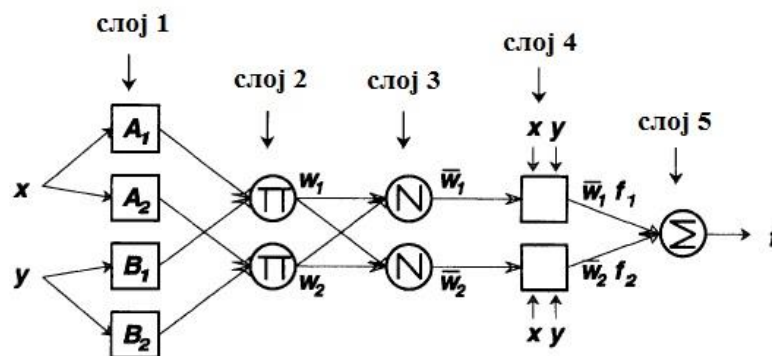 слој 1
слој 2
слој 3
слој 4
слој 5
x y
A₁
A₂
B₁
B₂
x
y
Π
Π
w₁
w₂
N
N
w̅₁
w̅₂
w̅₁ f₁
w̅₂ f₂
Σ
x y